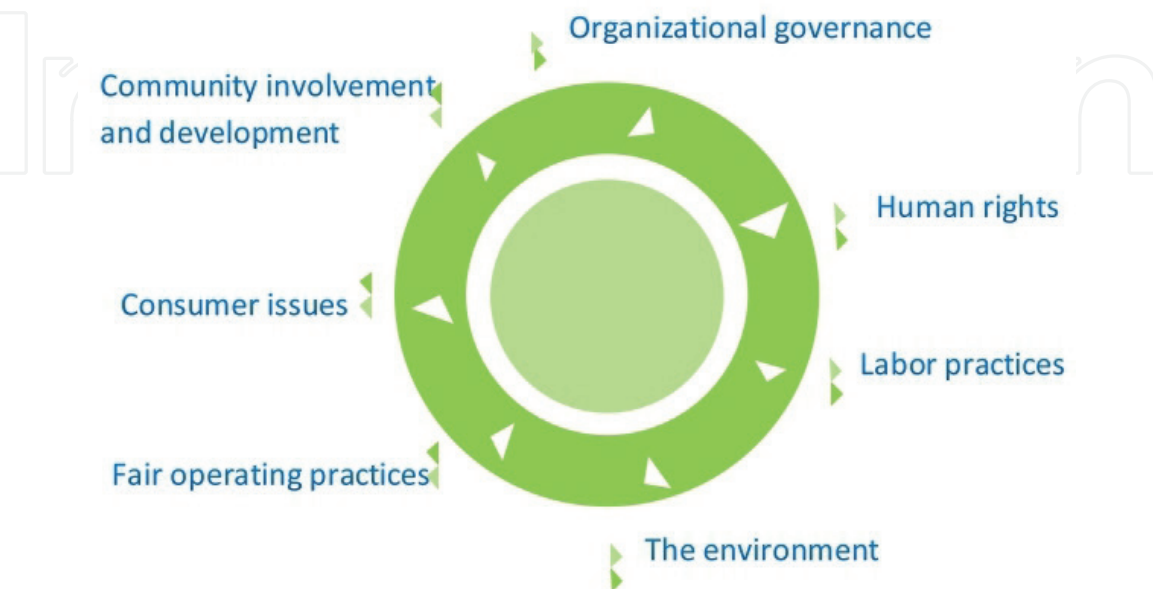 Organizational governance
Community involvement
and development
Human rights
Consumer issues
Labor practices
Fair operating practices
The environment